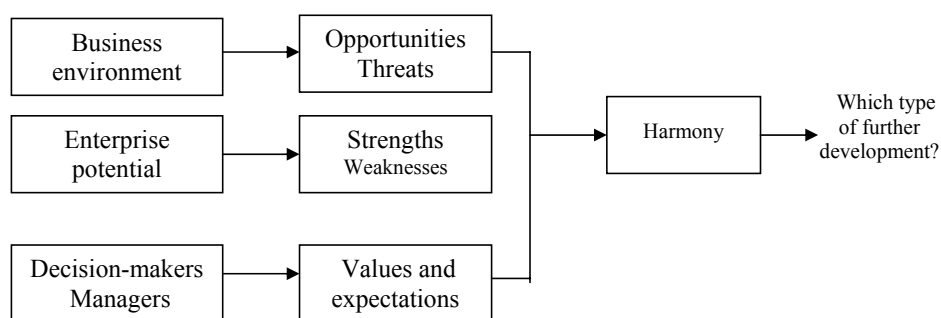 Business
environment
Opportunities
Threats
Enterprise
potential
Strengths
Weaknesses
Decision-makers
Managers
Values and
expectations
Harmony
Which type
of further
development?